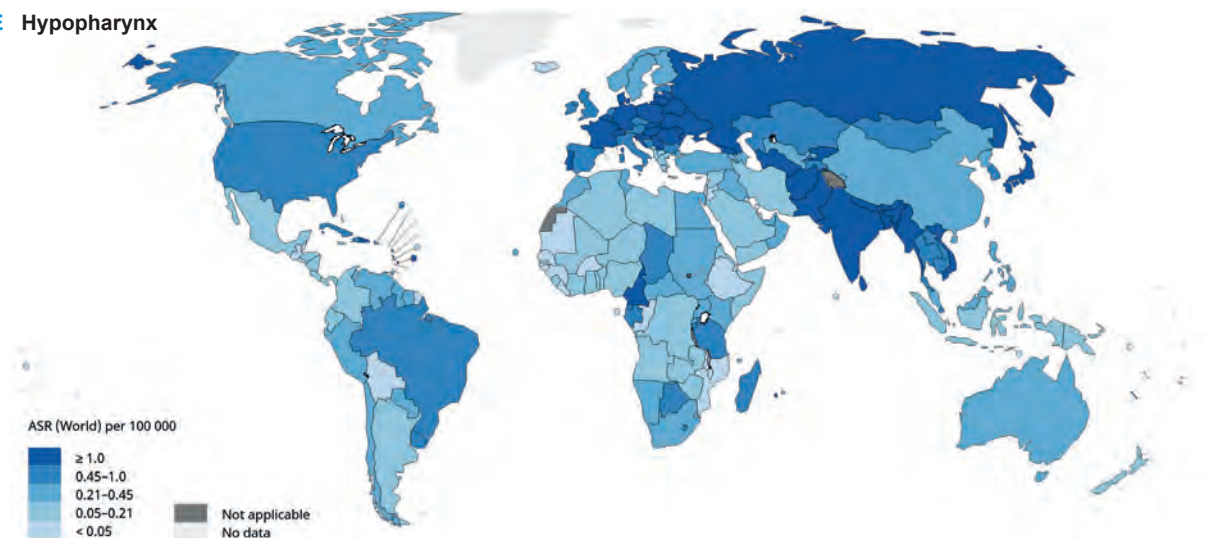 E Hypopharynx
ASR (World) per 100 000
≥ 1.0
0.45–1.0
0.21–0.45
0.05–0.21
< 0.05
Not applicable
No data